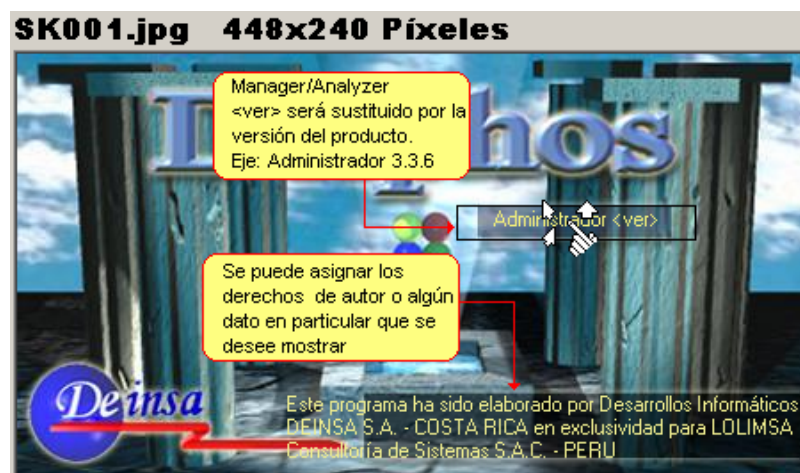 SK001.jpg 448x240 Píxeles
Manager/Analyzer
<ver> será sustituido por la
versión del producto.
Eje: Administrador 3.3.6
hos
Administrador <ver>
Se puede asignar los
derechos de autor o algún
dato en particular que se
desee mostrar
Deinsa
Este programa ha sido elaborado por Desarrollos Informáticos
DEINSA S.A. - COSTA RICA en exclusividad para LOLIMSA
Consultoría de Sistemas S.A.C. - PERU